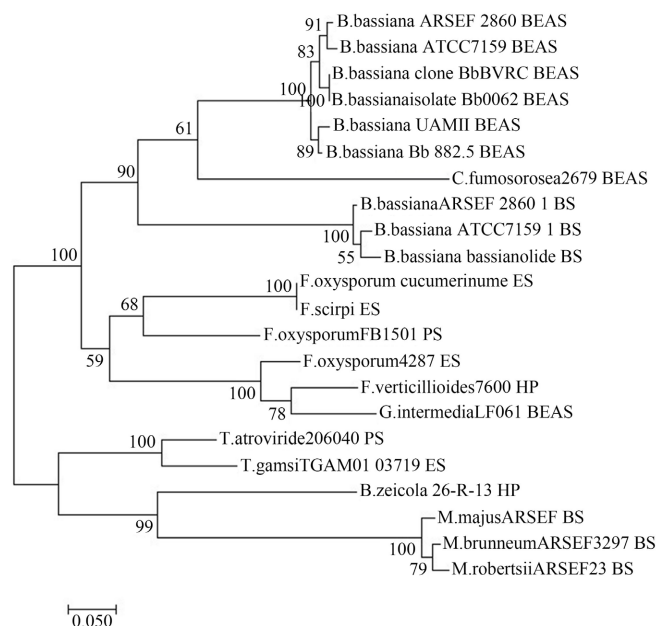 91
B.bassiana ARSEF 2860 BEAS
83
B.bassiana ATCC7159 BEAS
B.bassiana clone BbBVRC BEAS
100
100
B.bassianaisolate Bb0062 BEAS
61
B.bassiana UAMII BEAS
89
B.bassiana Bb 882.5 BEAS
90
C.fumosorosea2679 BEAS
B.bassianaARSEF 2860 1 BS
100
B.bassiana ATCC7159 1 BS
100
55
B.bassiana bassianolide BS
F.oxysporum cucumerinume ES
100
68
F.scirpi ES
F.oxysporumFB1501 PS
59
F.oxysporum4287 ES
100
F.verticillioides7600 HP
78
G.intermediaLF061 BEAS
100
T.atroviride206040 PS
T.gamsiTGAM01 03719 ES
B.zeicola 26-R-13 HP
99
M.majusARSEF BS
100
M.brunneumARSEF3297 BS
79
M.robertsiiARSEF23 BS
0.050